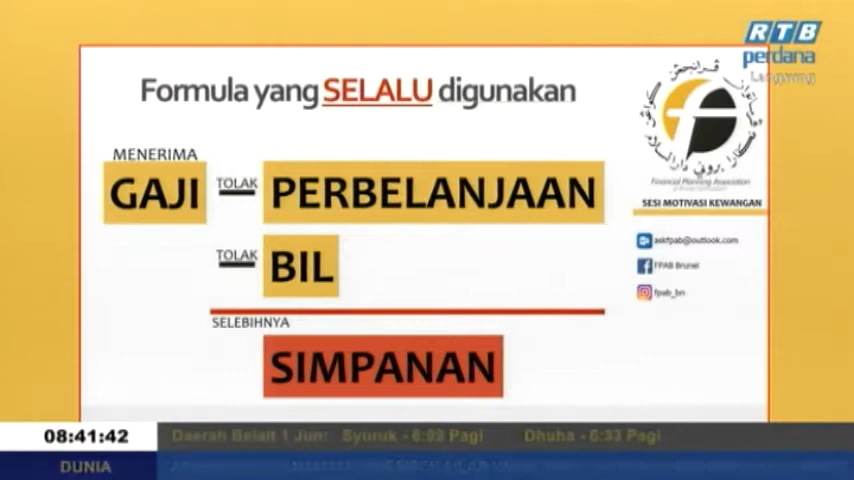 RTB
perdana
Langsung
Formula yang SELALU digunakan
MENERIMA
GAJI
TOLAK
PERBELANJAAN
TOLAK
BIL
SELEBIHNYA
SIMPANAN
Financial Planning Association
SESI MOTIVASI KEWANGAN
askfpab@outlook.com
FPAB Brunei
fpab_bn
08:41:42
Daerah Belait 1 Jun: Syuruk - 6:09 Pagi Dhuha - 6:33 Pagi
DUNIA